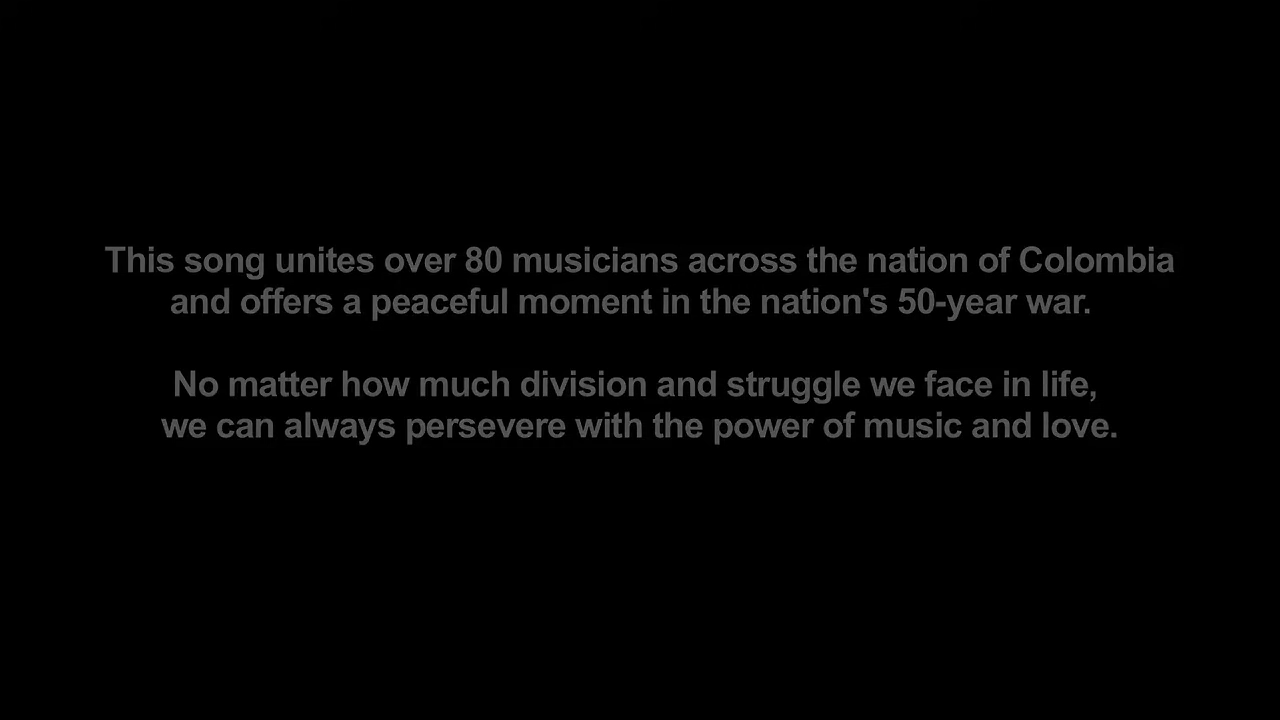 This song unites over 80 musicians across the nation of Colombia
and offers a peaceful moment in the nation's 50-year war.
No matter how much division and struggle we face in life,
we can always persevere with the power of music and love.